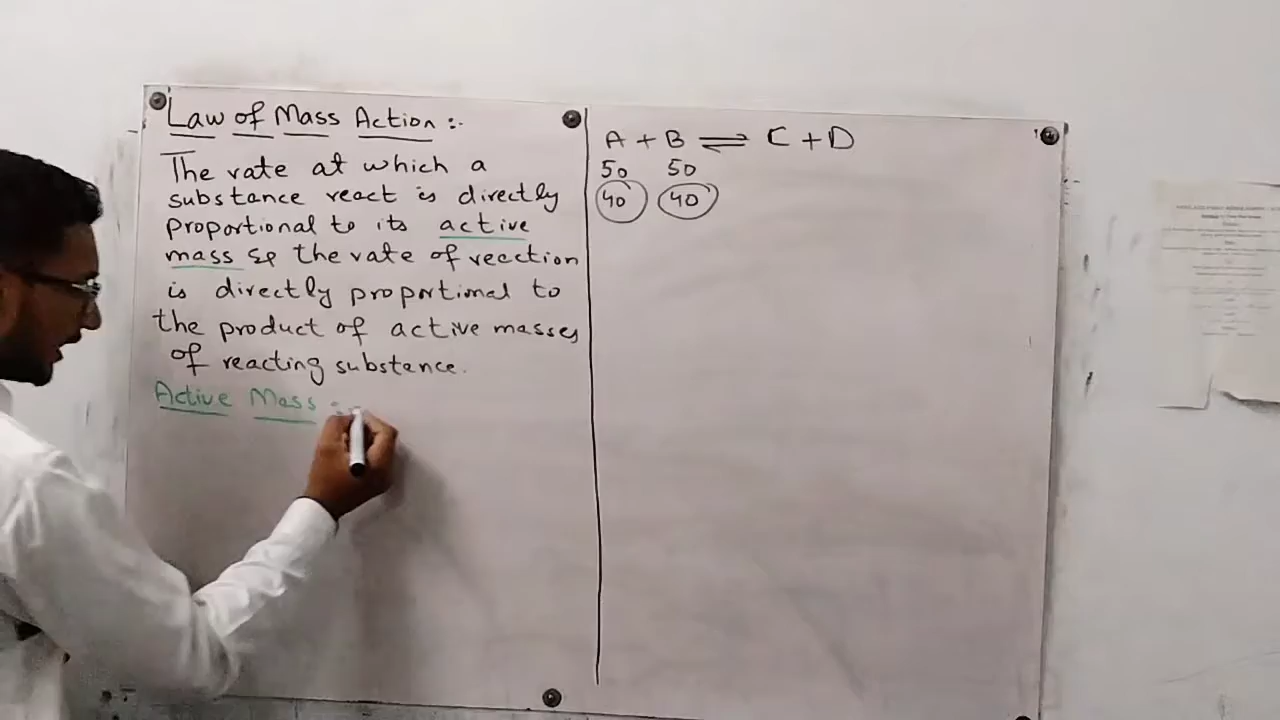 Law of Mass Action :-
The rate at which a
substance react is directly
proportional to its active
mass & the rate of reection
is directly proportional to
the product of active masses
of reacting substance.
Active Mass :-
A + B ⇌ C + D
50 50
40 40